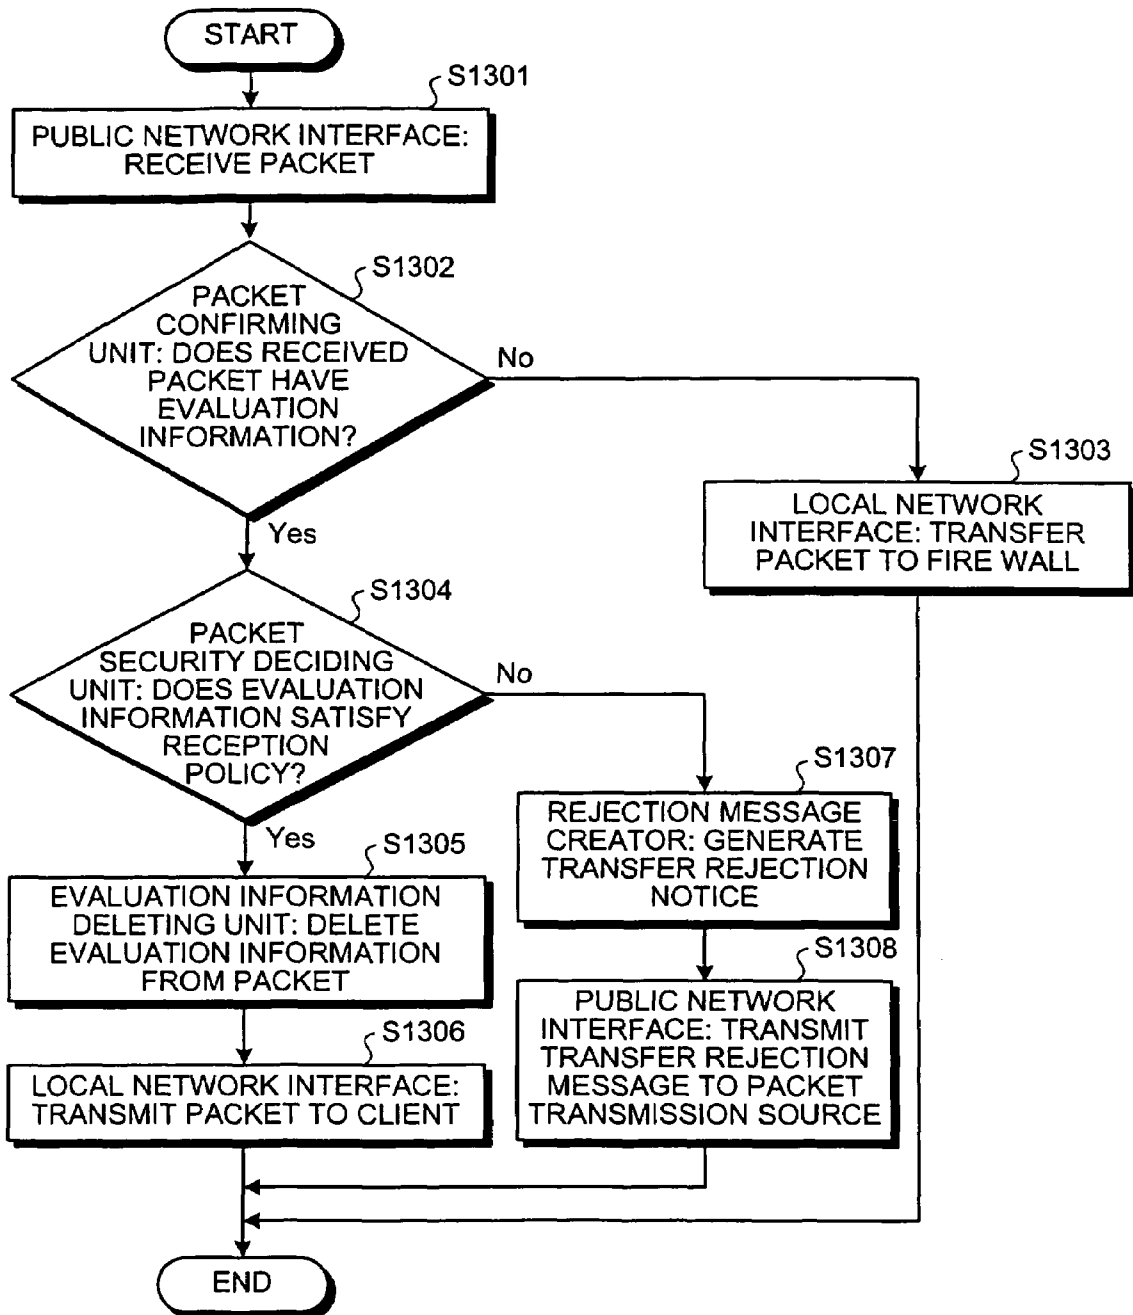 START
S1301
PUBLIC NETWORK INTERFACE:
RECEIVE PACKET
S1302
PACKET
CONFIRMING
UNIT: DOES RECEIVED
PACKET HAVE
EVALUATION
INFORMATION?
No
Yes
S1303
LOCAL NETWORK
INTERFACE: TRANSFER
PACKET TO FIRE WALL
S1304
PACKET
SECURITY DECIDING
UNIT: DOES EVALUATION
INFORMATION SATISFY
RECEPTION
POLICY?
No
Yes
S1305
EVALUATION INFORMATION
DELETING UNIT: DELETE
EVALUATION INFORMATION
FROM PACKET
S1306
LOCAL NETWORK INTERFACE:
TRANSMIT PACKET TO CLIENT
S1307
REJECTION MESSAGE
CREATOR: GENERATE
TRANSFER REJECTION
NOTICE
S1308
PUBLIC NETWORK
INTERFACE: TRANSMIT
TRANSFER REJECTION
MESSAGE TO PACKET
TRANSMISSION SOURCE
END